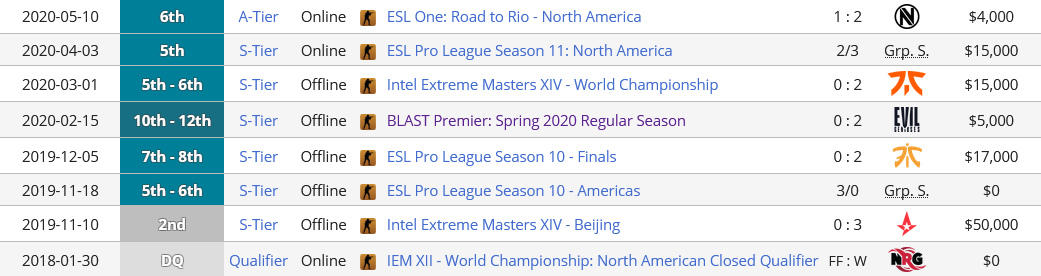 2020-05-10 6th A-Tier Online ESL One: Road to Rio - North America 1 : 2 $4,000
2020-04-03 5th S-Tier Online ESL Pro League Season 11: North America 2/3 Grp. S. $15,000
2020-03-01 5th - 6th S-Tier Offline Intel Extreme Masters XIV - World Championship 0 : 2 $15,000
2020-02-15 10th - 12th S-Tier Offline BLAST Premier: Spring 2020 Regular Season 0 : 2 EVIL GENIUSES $5,000
2019-12-05 7th - 8th S-Tier Offline ESL Pro League Season 10 - Finals 0 : 2 $17,000
2019-11-18 5th - 6th S-Tier Offline ESL Pro League Season 10 - Americas 3/0 Grp. S. $0
2019-11-10 2nd S-Tier Offline Intel Extreme Masters XIV - Beijing 0 : 3 $50,000
2018-01-30 DQ Qualifier Online IEM XII - World Championship: North American Closed Qualifier FF : W NRG $0